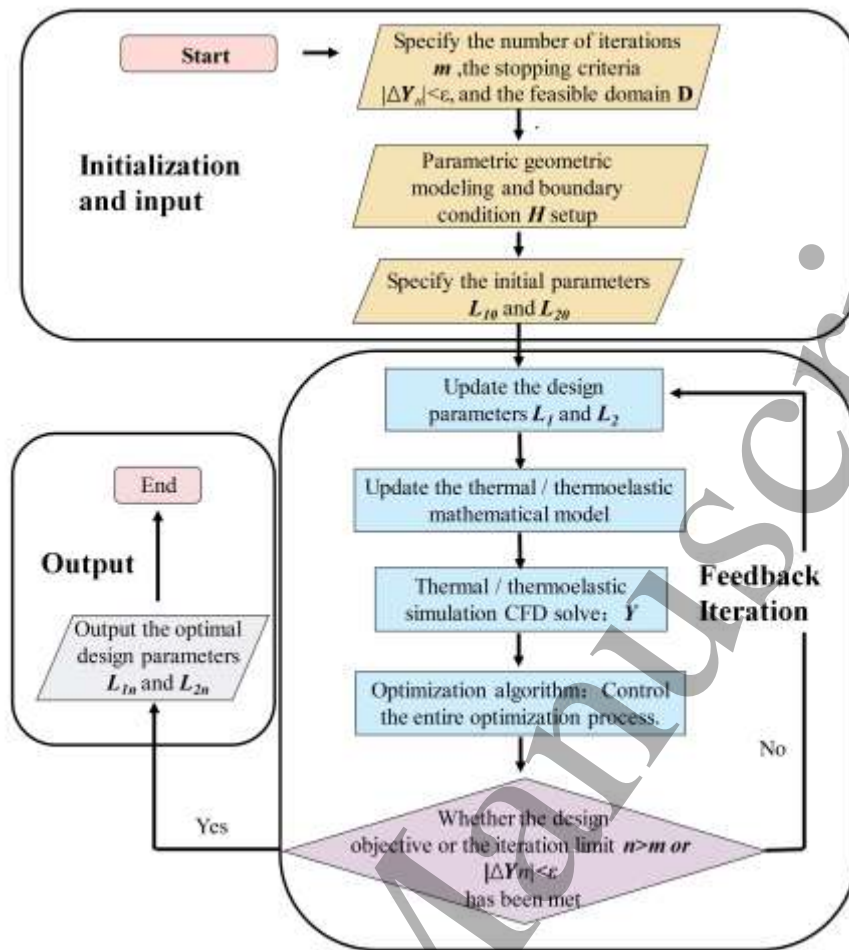 Start
Specify the number of iterations
m ,the stopping criteria
|ΔYₙ|<ε, and the feasible domain D
Initialization
and input
Parametric geometric
modeling and boundary
condition H setup
Specify the initial parameters
L₁₀ and L₂₀
Update the design
parameters L₁ and L₂
Update the thermal / thermoelastic
mathematical model
Thermal / thermoelastic
simulation CFD solve：Y
Optimization algorithm：Control
the entire optimization process.
Whether the design
objective or the iteration limit n>m or
|ΔYn|<ε
has been met
Feedback
Iteration
No
Yes
End
Output
Output the optimal
design parameters
L₁ₙ and L₂ₙ
Manuscr